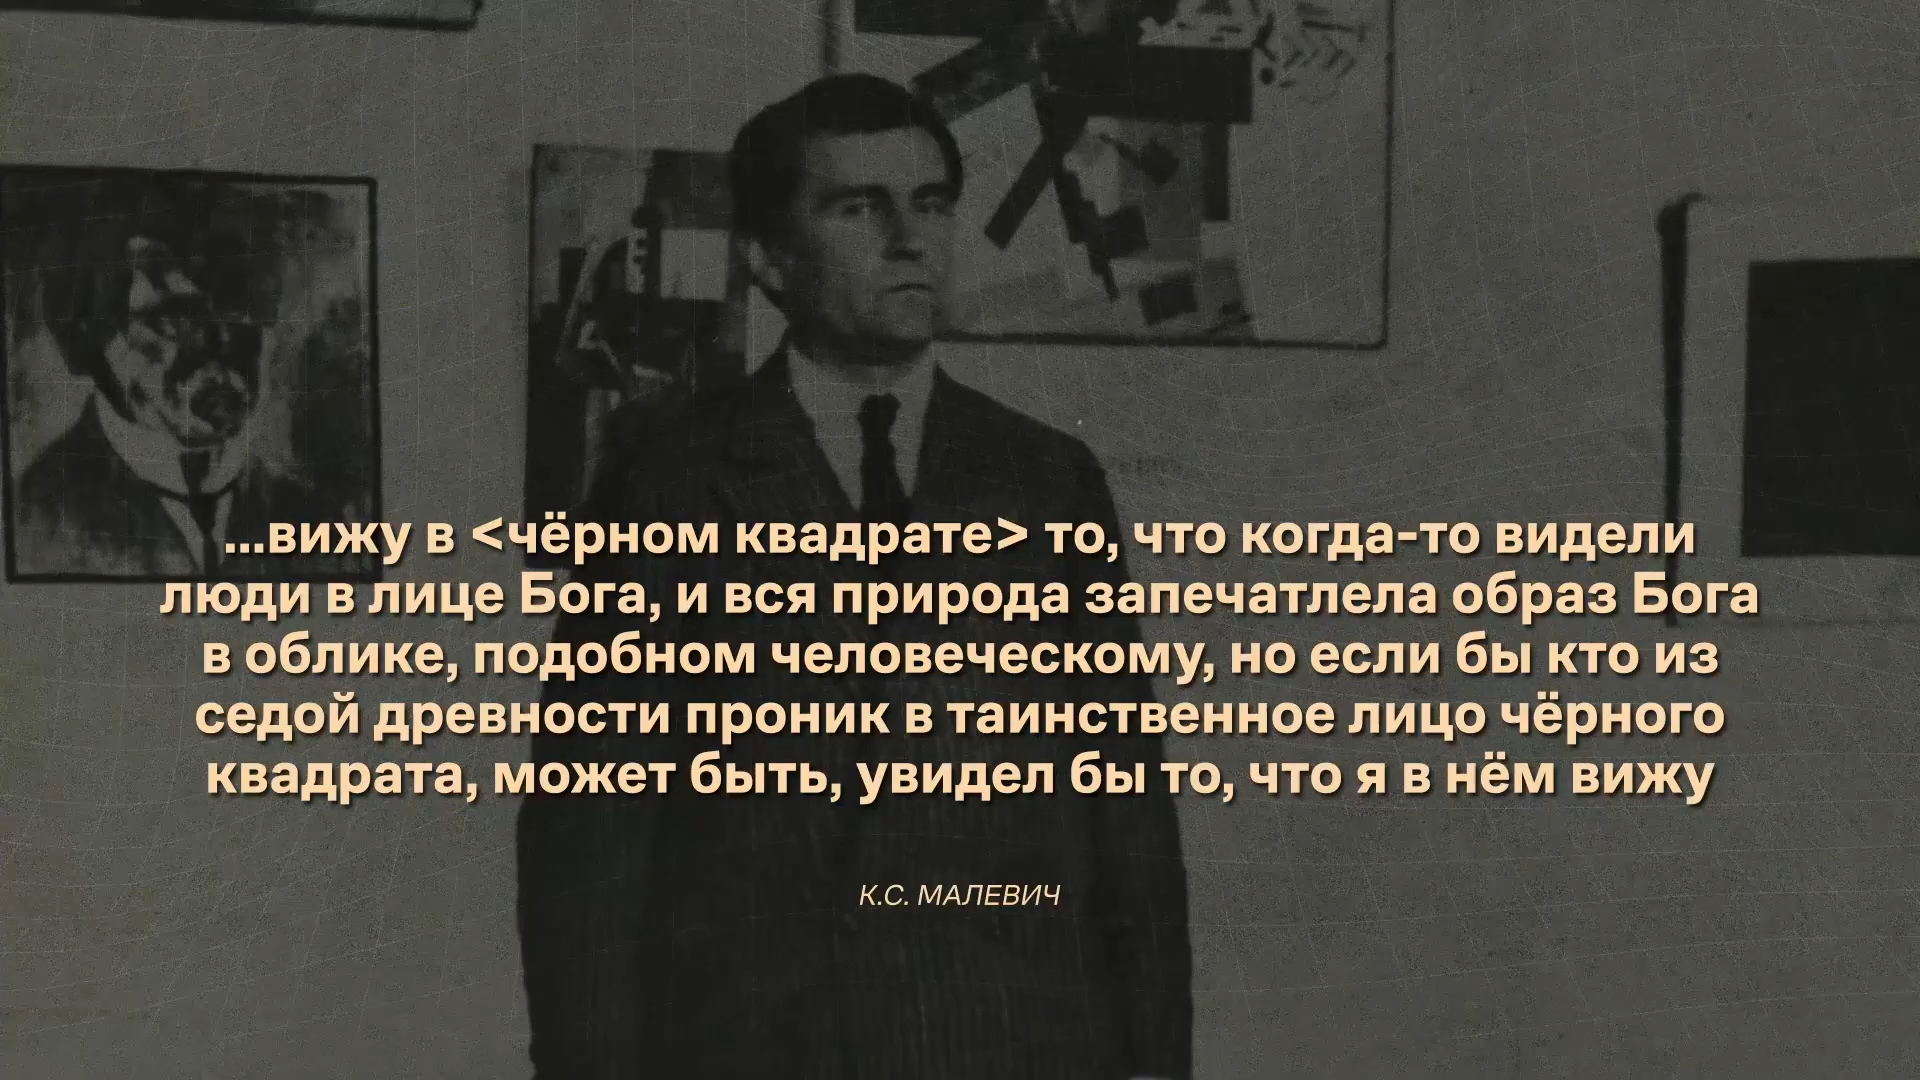 ...вижу в <чёрном квадрате> то, что когда-то видели
люди в лице Бога, и вся природа запечатлела образ Бога
в облике, подобном человеческому, но если бы кто из
седой древности проник в таинственное лицо чёрного
квадрата, может быть, увидел бы то, что я в нём вижу
К.С. МАЛЕВИЧ